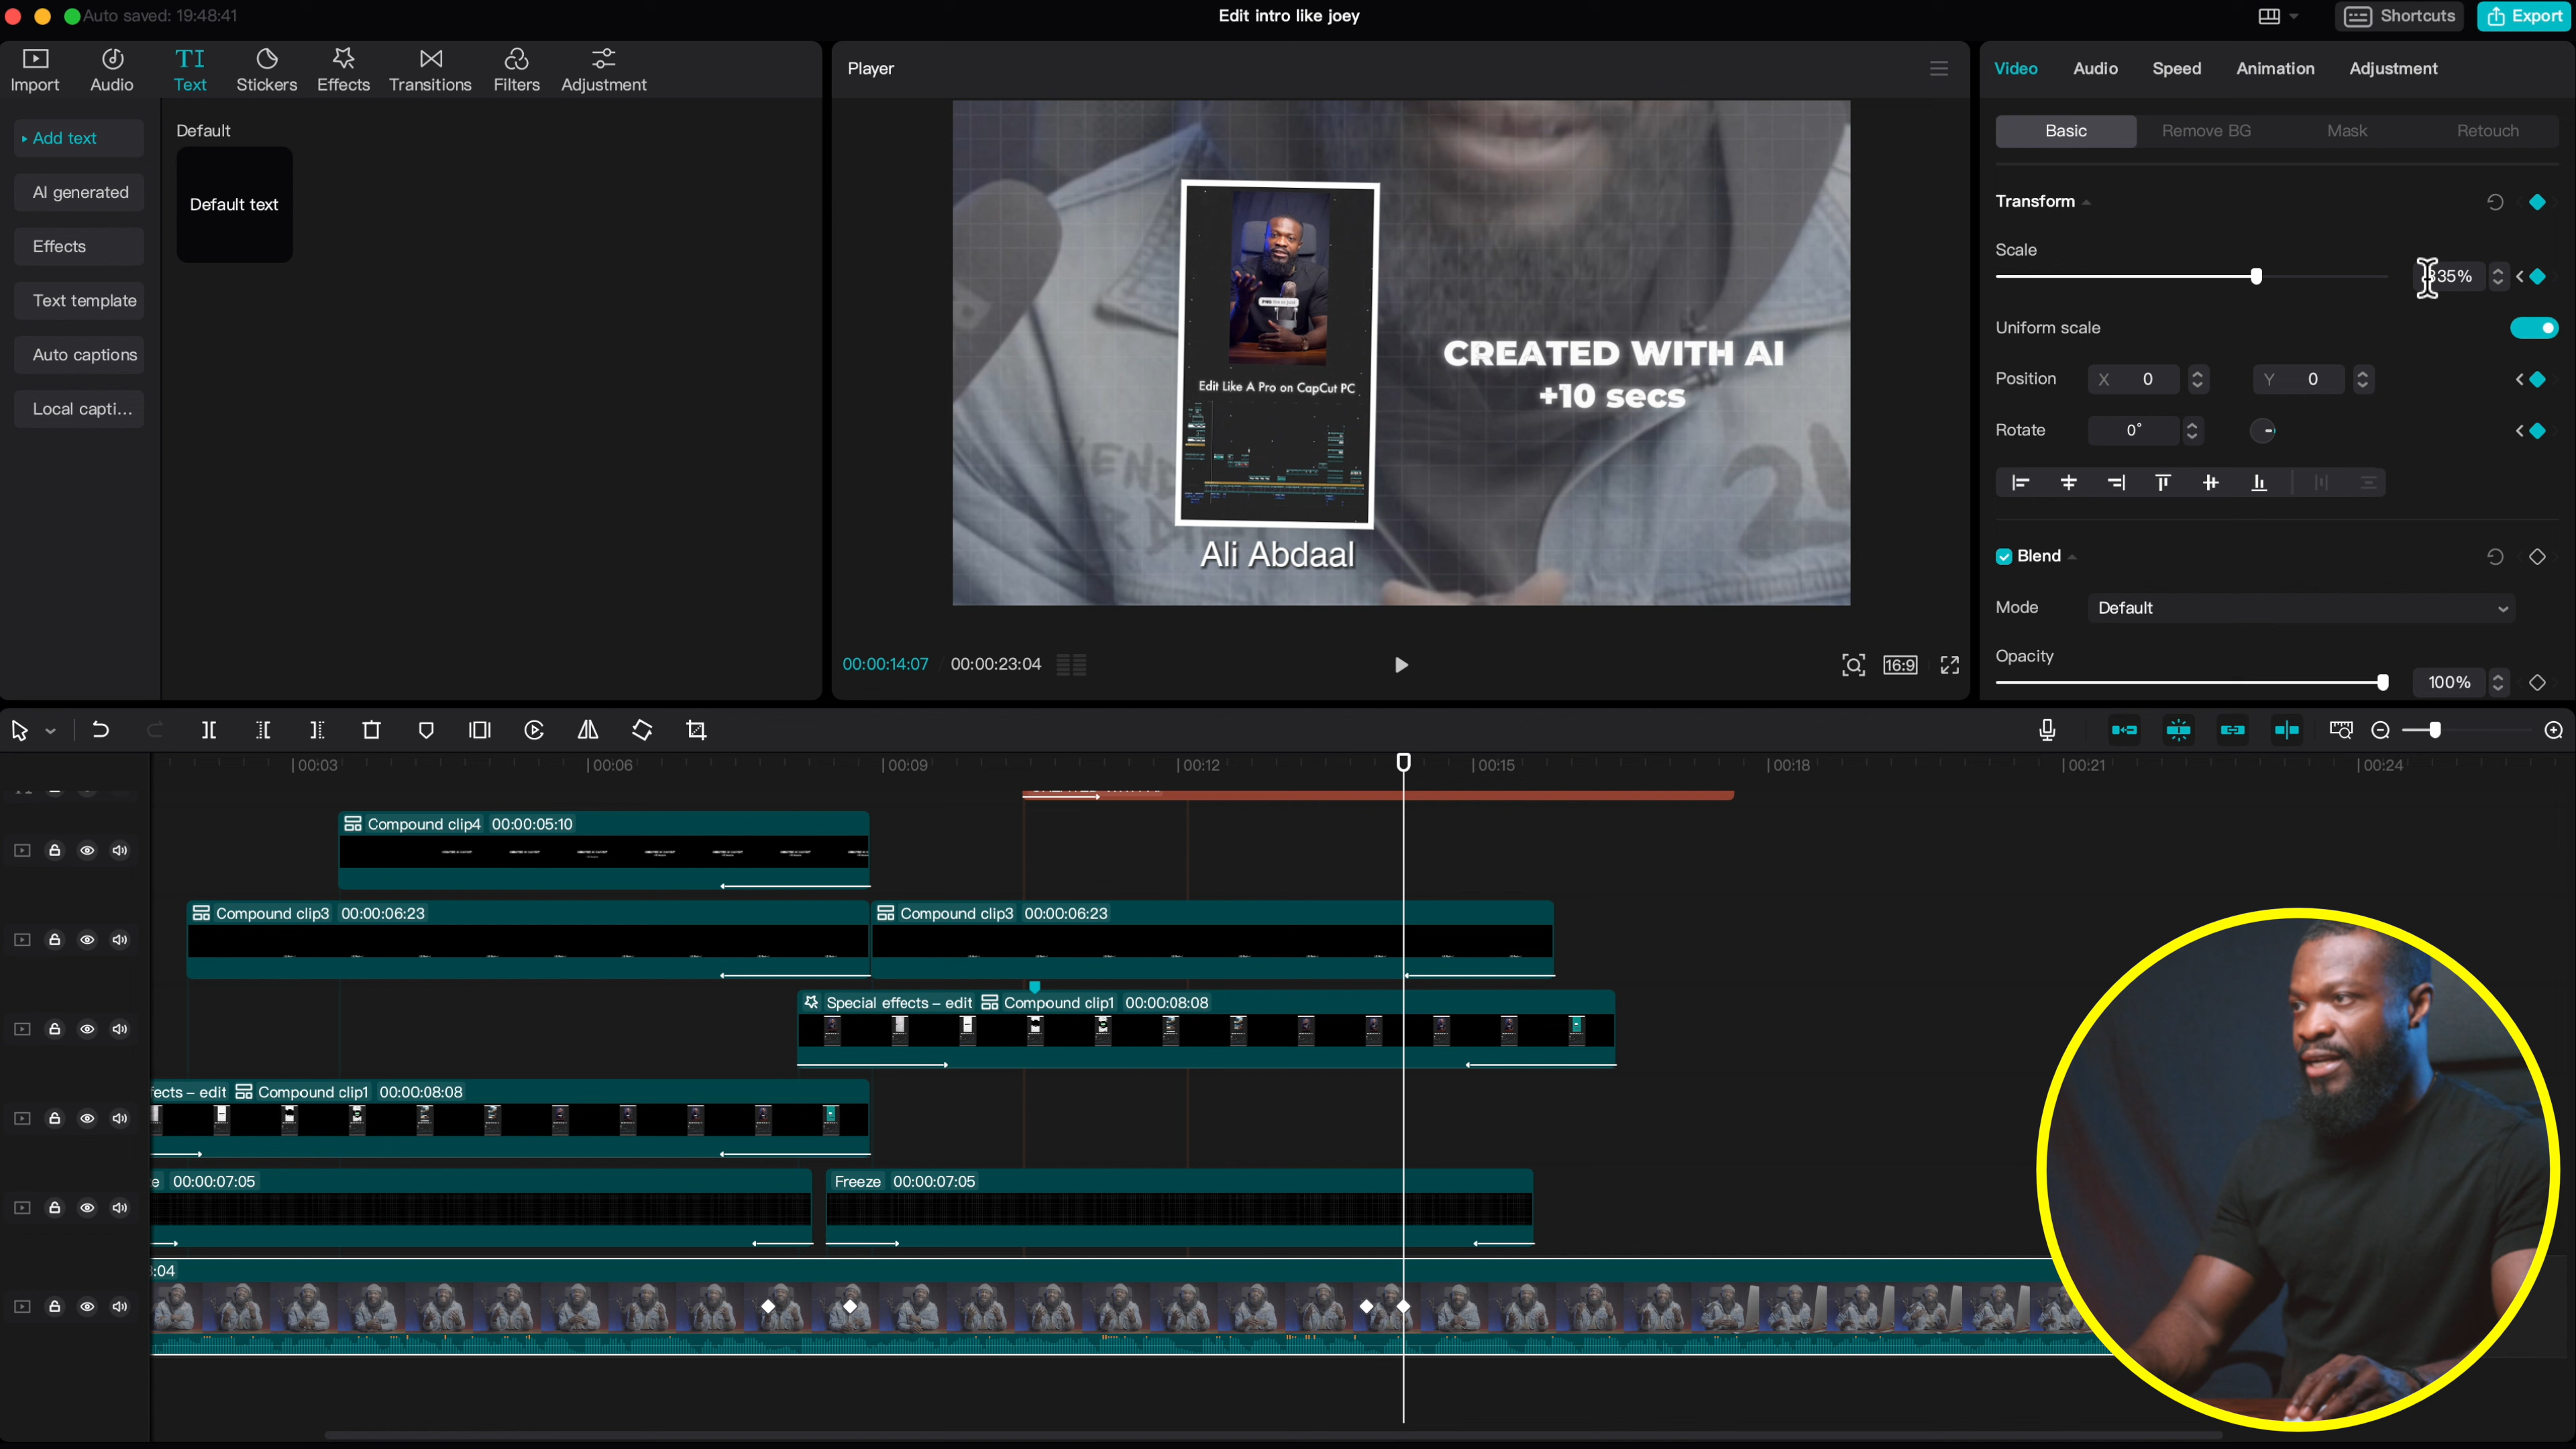 Auto saved: 19:48:41
Edit intro like joey
Shortcuts
Export
Import
Audio
Text
Stickers
Effects
Transitions
Filters
Adjustment
Add text
AI generated
Effects
Text template
Auto captions
Local capti...
Default
Default text
Player
Edit Like A Pro on CapCut PC
Ali Abdaal
CREATED WITH AI
+10 secs
00:00:14:07
00:00:23:04
16:9
Video
Audio
Speed
Animation
Adjustment
Basic
Remove BG
Mask
Retouch
Transform
Scale
35%
Uniform scale
Position
X 0
Y 0
Rotate
0°
Blend
Mode
Default
Opacity
100%
00:03
00:06
00:09
00:12
00:15
00:18
00:21
00:24
Compound clip4 00:00:05:10
Compound clip3 00:00:06:23
Compound clip3 00:00:06:23
Special effects – edit Compound clip1 00:00:08:08
fects – edit Compound clip1 00:00:08:08
e 00:00:07:05
Freeze 00:00:07:05
:04